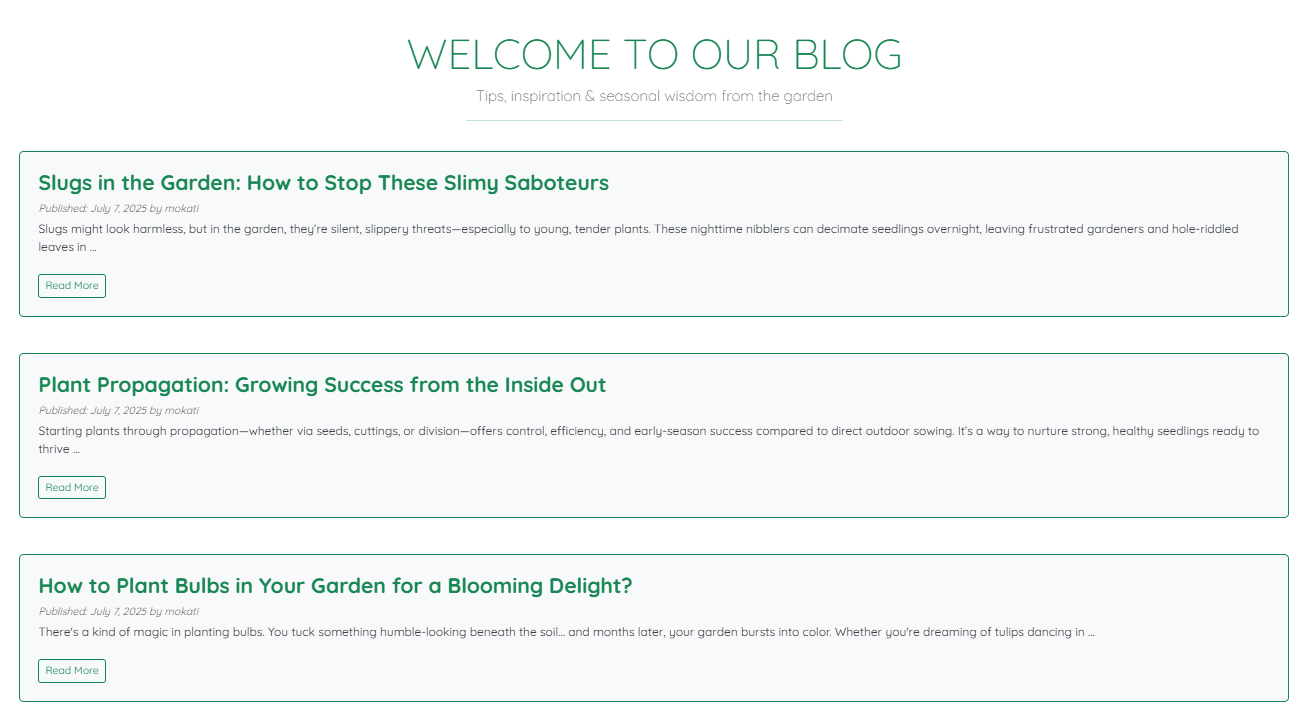 WELCOME TO OUR BLOG
Tips, inspiration & seasonal wisdom from the garden
Slugs in the Garden: How to Stop These Slimy Saboteurs
Published: July 7, 2025 by mokati
Slugs might look harmless, but in the garden, they're silent, slippery threats—especially to young, tender plants. These nighttime nibblers can decimate seedlings overnight, leaving frustrated gardeners and hole-riddled
leaves in ...
Read More
Plant Propagation: Growing Success from the Inside Out
Published: July 7, 2025 by mokati
Starting plants through propagation—whether via seeds, cuttings, or division—offers control, efficiency, and early-season success compared to direct outdoor sowing. It's a way to nurture strong, healthy seedlings ready to
thrive ...
Read More
How to Plant Bulbs in Your Garden for a Blooming Delight?
Published: July 7, 2025 by mokati
There's a kind of magic in planting bulbs. You tuck something humble-looking beneath the soil… and months later, your garden bursts into color. Whether you're dreaming of tulips dancing in ...
Read More